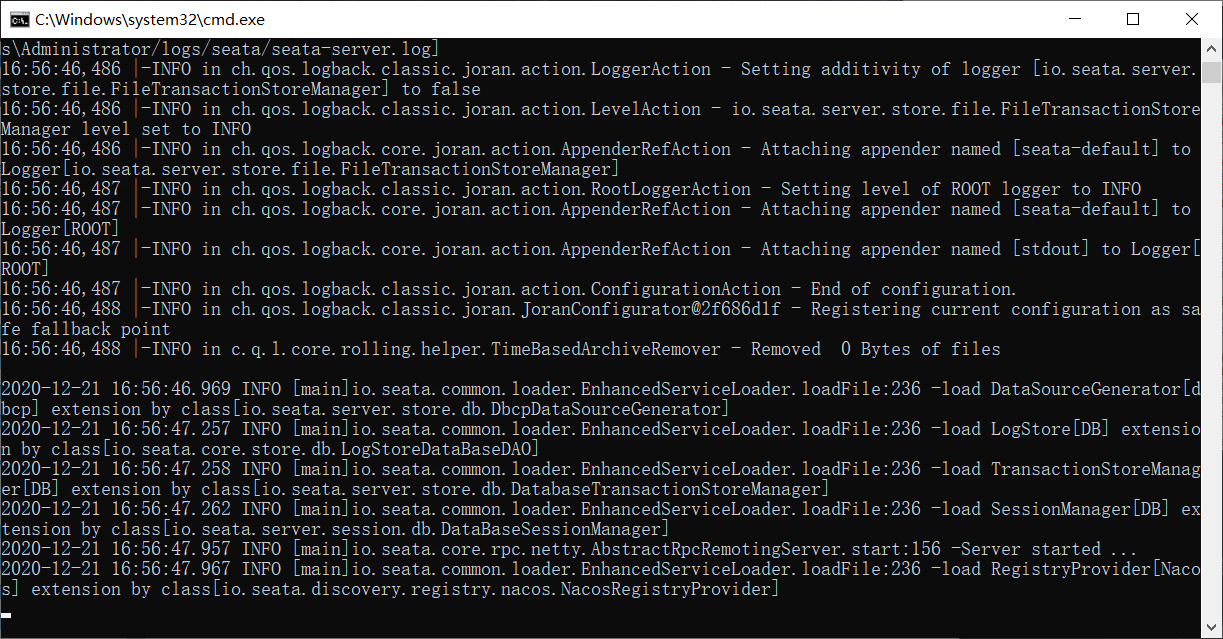 C:\Windows\system32\cmd.exe
s\Administrator/logs/seata/seata-server.log]
16:56:46,486 |-INFO in ch.qos.logback.classic.joran.action.LoggerAction - Setting additivity of logger [io.seata.server.
store.file.FileTransactionStoreManager] to false
16:56:46,486 |-INFO in ch.qos.logback.classic.joran.action.LevelAction - io.seata.server.store.file.FileTransactionStore
Manager level set to INFO
16:56:46,486 |-INFO in ch.qos.logback.core.joran.action.AppenderRefAction - Attaching appender named [seata-default] to
Logger[io.seata.server.store.file.FileTransactionStoreManager]
16:56:46,487 |-INFO in ch.qos.logback.classic.joran.action.RootLoggerAction - Setting level of ROOT logger to INFO
16:56:46,487 |-INFO in ch.qos.logback.core.joran.action.AppenderRefAction - Attaching appender named [seata-default] to
Logger[ROOT]
16:56:46,487 |-INFO in ch.qos.logback.core.joran.action.AppenderRefAction - Attaching appender named [stdout] to Logger[
ROOT]
16:56:46,487 |-INFO in ch.qos.logback.classic.joran.action.ConfigurationAction - End of configuration.
16:56:46,488 |-INFO in ch.qos.logback.classic.joran.JoranConfigurator@2f686d1f - Registering current configuration as sa
fe fallback point
16:56:46,488 |-INFO in c.q.l.core.rolling.helper.TimeBasedArchiveRemover - Removed  0 Bytes of files
2020-12-21 16:56:46.969 INFO [main]io.seata.common.loader.EnhancedServiceLoader.loadFile:236 -load DataSourceGenerator[d
bcp] extension by class[io.seata.server.store.db.DbcpDataSourceGenerator]
2020-12-21 16:56:47.257 INFO [main]io.seata.common.loader.EnhancedServiceLoader.loadFile:236 -load LogStore[DB] extensio
n by class[io.seata.core.store.db.LogStoreDataBaseDAO]
2020-12-21 16:56:47.258 INFO [main]io.seata.common.loader.EnhancedServiceLoader.loadFile:236 -load TransactionStoreManag
er[DB] extension by class[io.seata.server.store.db.DatabaseTransactionStoreManager]
2020-12-21 16:56:47.262 INFO [main]io.seata.common.loader.EnhancedServiceLoader.loadFile:236 -load SessionManager[DB] ex
tension by class[io.seata.server.session.db.DataBaseSessionManager]
2020-12-21 16:56:47.957 INFO [main]io.seata.core.rpc.netty.AbstractRpcRemotingServer.start:156 -Server started ...
2020-12-21 16:56:47.967 INFO [main]io.seata.common.loader.EnhancedServiceLoader.loadFile:236 -load RegistryProvider[Naco
s] extension by class[io.seata.discovery.registry.nacos.NacosRegistryProvider]